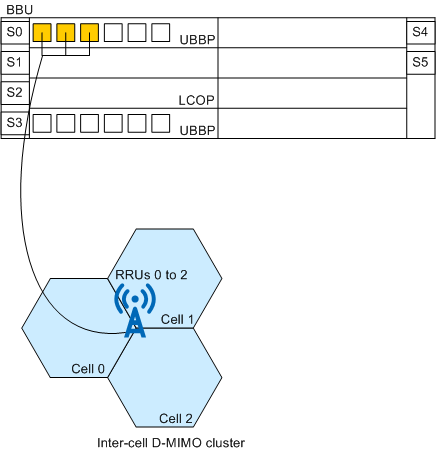 BBU
S0
UBBP
S4
S1
S5
S2
LCOP
S3
UBBP
RRUs 0 to 2
Cell 1
Cell 0
Cell 2
Inter-cell D-MIMO cluster